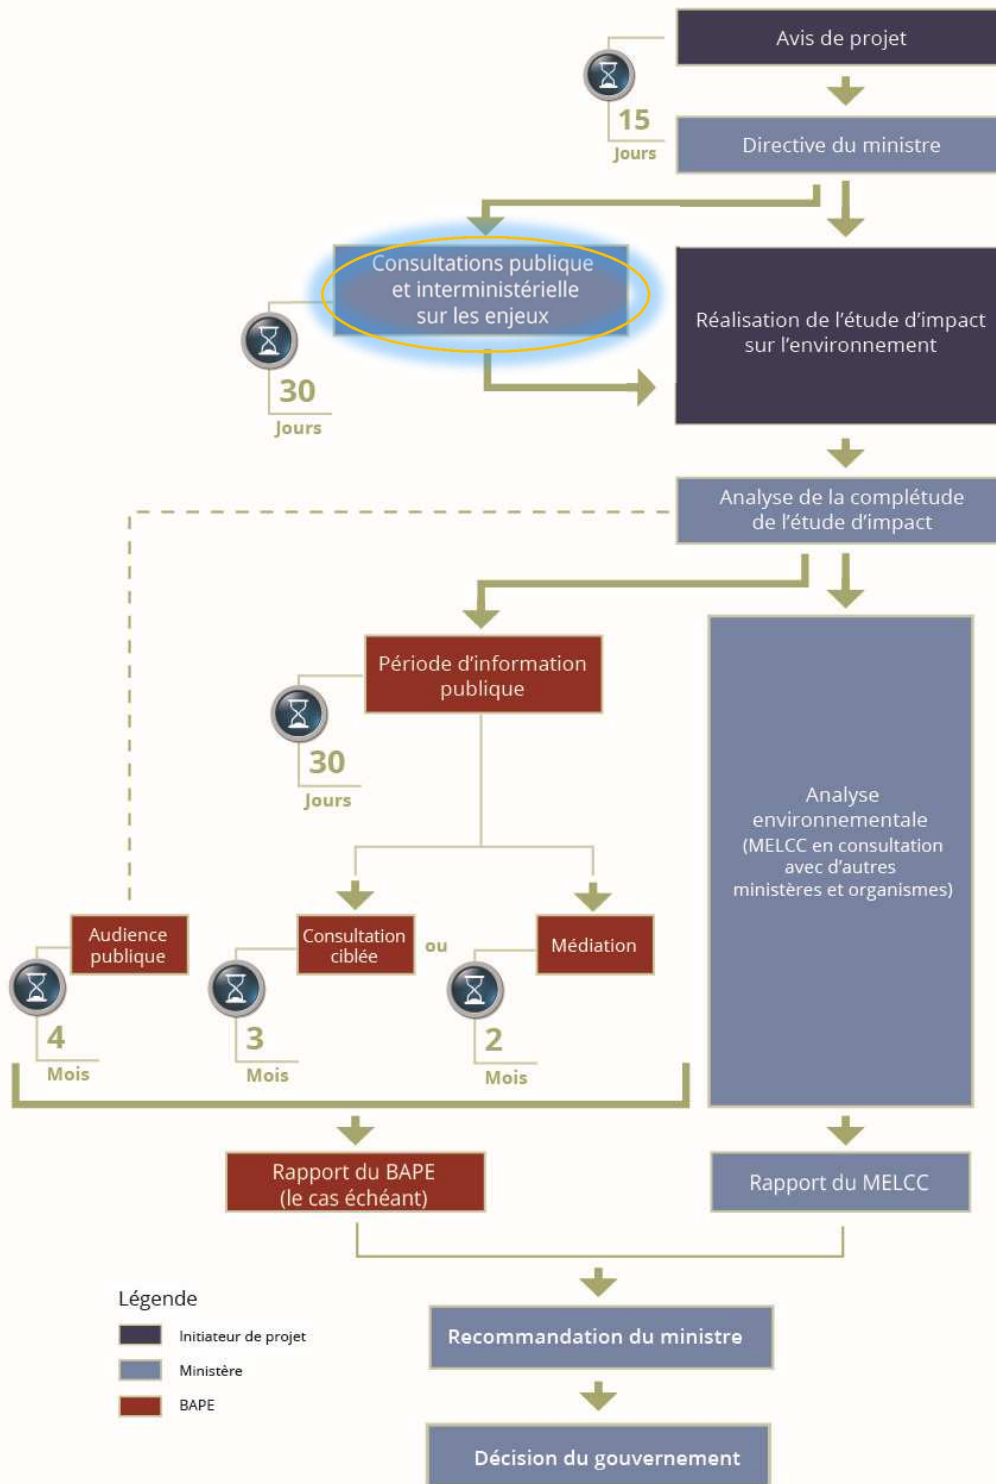 Avis de projet
15
Jours
Directive du ministre
Consultations publique
et interministérielle
sur les enjeux
30
Jours
Réalisation de l'étude d'impact
sur l'environnement
Analyse de la complétude
de l'étude d'impact
Période d'information
publique
30
Jours
Analyse
environnementale
(MELCC en consultation
avec d'autres
ministères et organismes)
Audience
publique
4
Mois
Consultation
ciblée
3
Mois
ou
Médiation
2
Mois
Rapport du BAPE
(le cas échéant)
Rapport du MELCC
Recommandation du ministre
Décision du gouvernement
Légende
Initiateur de projet
Ministère
BAPE